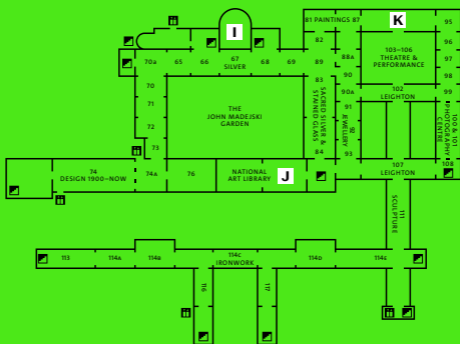 I
K
81 PAINTINGS 87
95
82
96
70A
65
66
67
SILVER
68
69
89
88A
103–106
THEATRE &
PERFORMANCE
97
98
70
83
90
102
LEIGHTON
99
71
THE
JOHN MADEJSKI
GARDEN
SACRED SILVER &
STAINED GLASS
90A
91
JEWELLERY
100 & 101
PHOTOGRAPHY
CENTRE
72
73
84
93
108
74
DESIGN 1900–NOW
74A
76
NATIONAL
ART LIBRARY
J
107
LEIGHTON
111
SCULPTURE
113
114A
114B
114C
IRONWORK
114D
114E
116
117